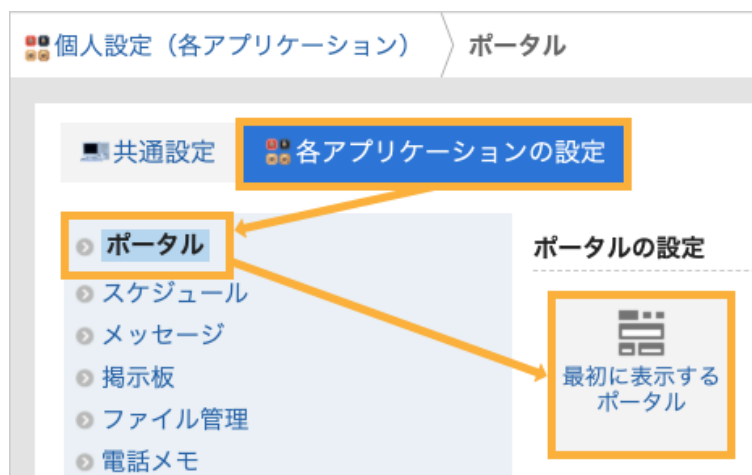 個人設定（各アプリケーション）
ポータル
共通設定
各アプリケーションの設定
ポータル
スケジュール
メッセージ
掲示板
ファイル管理
電話メモ
ポータルの設定
最初に表示する
ポータル